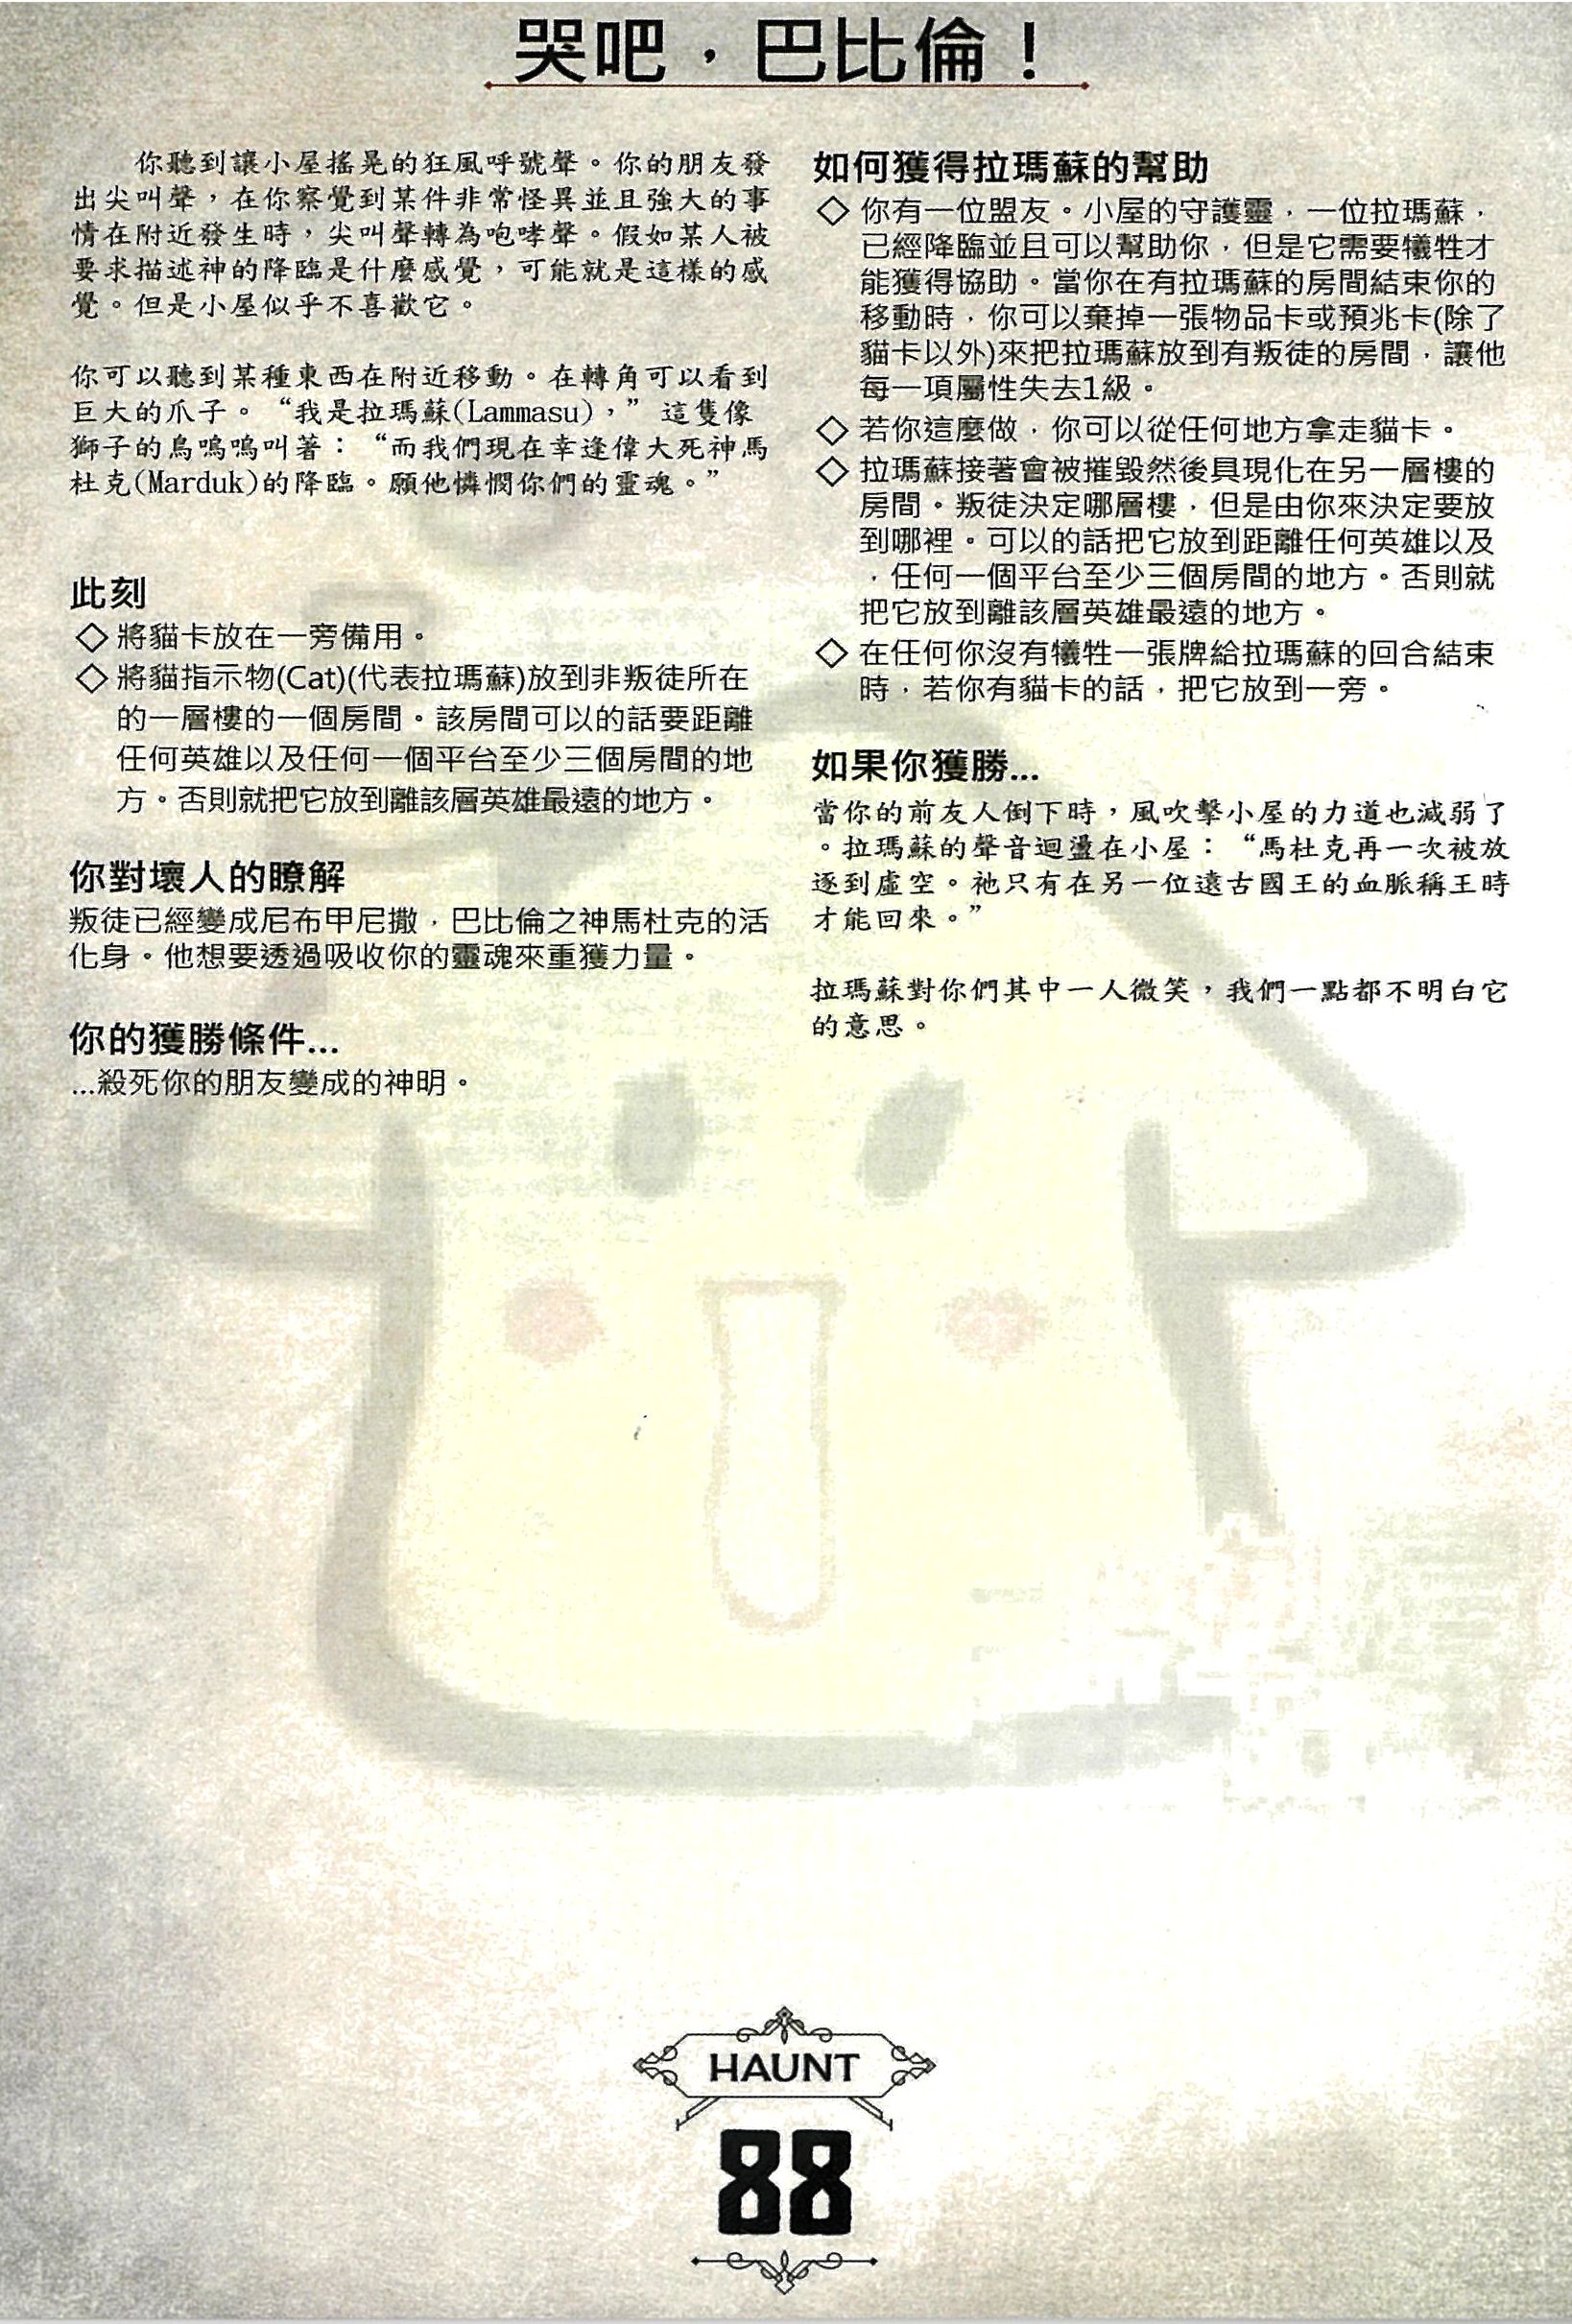 哭吧，巴比倫！
你聽到讓小屋搖晃的狂風呼號聲。你的朋友發
出尖叫聲，在你察覺到某件非常怪異並且強大的事
情在附近發生時，尖叫聲轉為咆哮聲。假如某人被
要求描述神的降臨是什麼感覺，可能就是這樣的感
覺。但是小屋似乎不喜歡它。
你可以聽到某種東西在附近移動。在轉角可以看到
巨大的爪子。“我是拉瑪蘇(Lammasu)，” 這隻像
獅子的鳥嗚嗚叫著：“而我們現在幸逢偉大死神馬
杜克(Marduk)的降臨。願他憐憫你們的靈魂。”
此刻
◇ 將貓卡放在一旁備用。
◇ 將貓指示物(Cat)(代表拉瑪蘇)放到非叛徒所在
的一層樓的一個房間。該房間可以的話要距離
任何英雄以及任何一個平台至少三個房間的地
方。否則就把它放到離該層英雄最遠的地方。
你對壞人的瞭解
叛徒已經變成尼布甲尼撒，巴比倫之神馬杜克的活
化身。他想要透過吸收你的靈魂來重獲力量。
你的獲勝條件...
...殺死你的朋友變成的神明。
如何獲得拉瑪蘇的幫助
◇ 你有一位盟友。小屋的守護靈，一位拉瑪蘇，
已經降臨並且可以幫助你，但是它需要犧牲才
能獲得協助。當你在有拉瑪蘇的房間結束你的
移動時，你可以棄掉一張物品卡或預兆卡(除了
貓卡以外)來把拉瑪蘇放到有叛徒的房間，讓他
每一項屬性失去1級。
◇ 若你這麼做，你可以從任何地方拿走貓卡。
◇ 拉瑪蘇接著會被摧毀然後具現化在另一層樓的
房間。叛徒決定哪層樓，但是由你來決定要放
到哪裡。可以的話把它放到距離任何英雄以及
，任何一個平台至少三個房間的地方。否則就
把它放到離該層英雄最遠的地方。
◇ 在任何你沒有犧牲一張牌給拉瑪蘇的回合結束
時，若你有貓卡的話，把它放到一旁。
如果你獲勝...
當你的前友人倒下時，風吹擊小屋的力道也減弱了
。拉瑪蘇的聲音迴盪在小屋：“馬杜克再一次被放
逐到虛空。祂只有在另一位遠古國王的血脈稱王時
才能回來。”
拉瑪蘇對你們其中一人微笑，我們一點都不明白它
的意思。
HAUNT
88